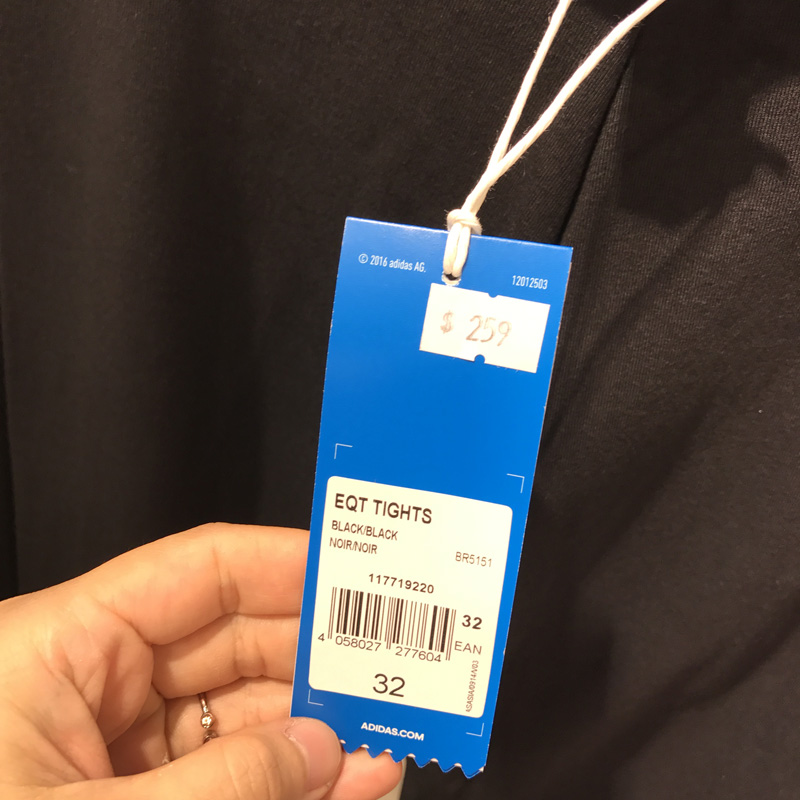 © 2016 adidas AG.
12012503
$ 259
EQT TIGHTS
BLACK/BLACK
NOIR/NOIR
BR5151
117719220
32
4 058027 277604 EAN
32
ADIDAS.COM